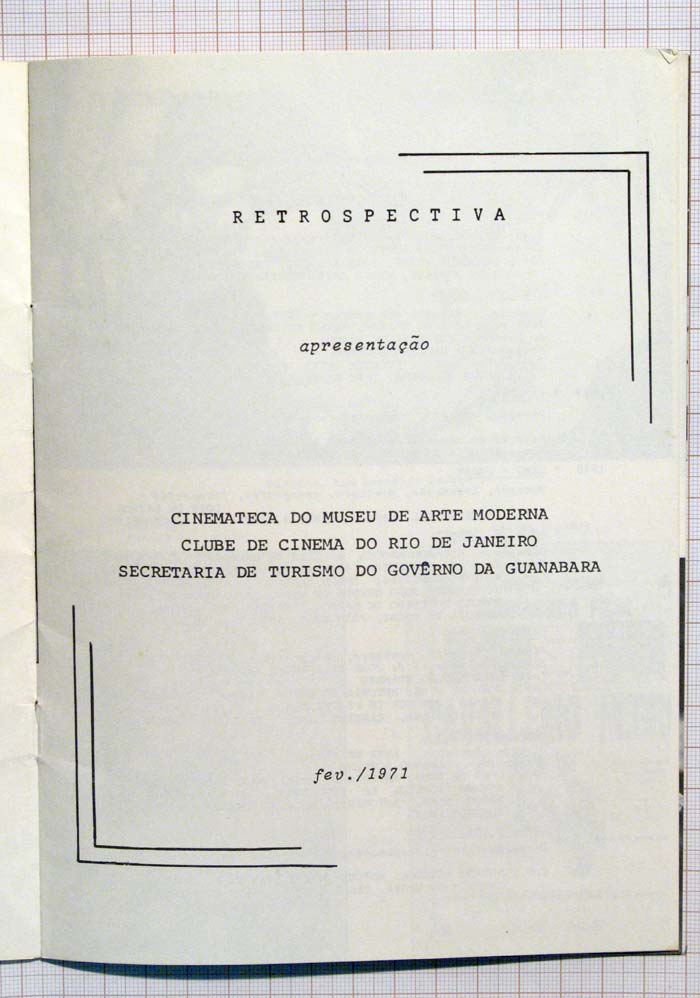 RETROSPECTIVA
apresentação
CINEMATECA DO MUSEU DE ARTE MODERNA
CLUBE DE CINEMA DO RIO DE JANEIRO
SECRETARIA DE TURISMO DO GOVÊRNO DA GUANABARA
fev./1971